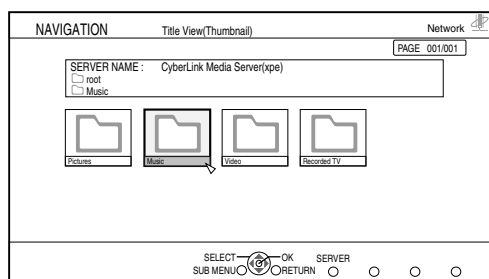 NAVIGATION Title View(Thumbnail) Network
PAGE 001/001
SERVER NAME : CyberLink Media Server(xpe)
root
Music
Pictures Music Video Recorded TV
SELECT OK SERVER
SUB MENU RETURN